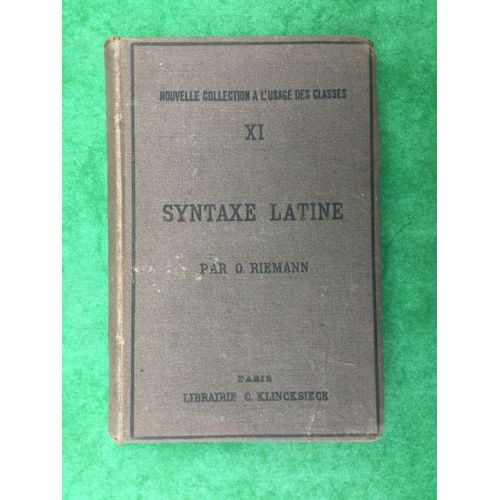 NOUVELLE COLLECTION A L'USAGE DES CLASSES
XI
SYNTAXE LATINE
PAR O. RIEMANN
PARIS
LIBRAIRIE C. KLINCKSIECK